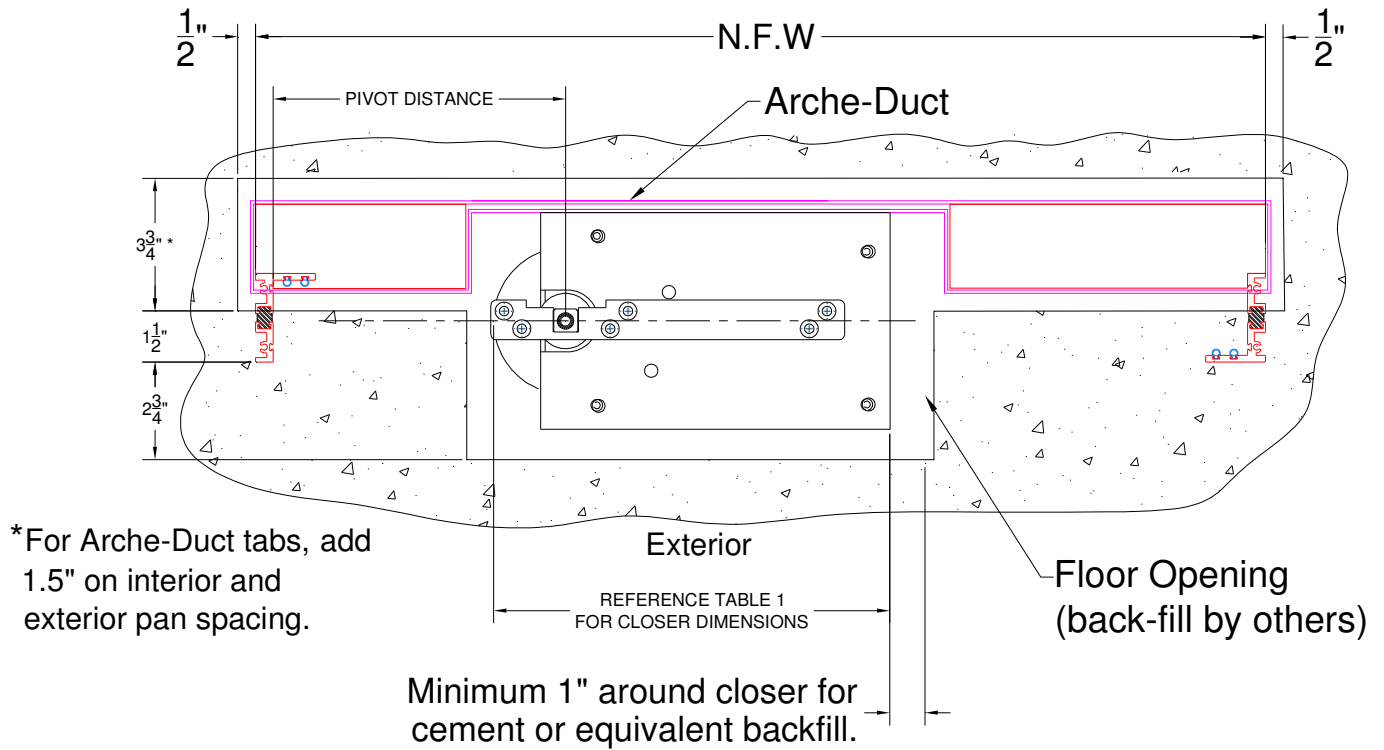 1/2"
N.F.W
1/2"
PIVOT DISTANCE
Arche-Duct
3 3/4" *
1 1/2"
2 3/4"
*For Arche-Duct tabs, add
1.5" on interior and
exterior pan spacing.
Exterior
REFERENCE TABLE 1
FOR CLOSER DIMENSIONS
Floor Opening
(back-fill by others)
Minimum 1" around closer for
cement or equivalent backfill.